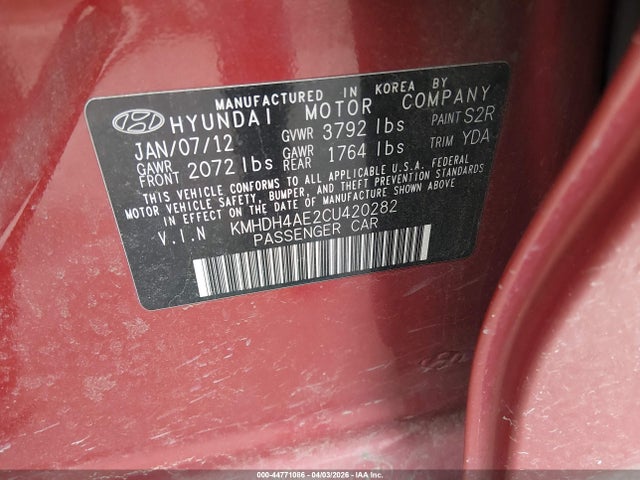 MANUFACTURED IN KOREA BY
HYUNDAI MOTOR COMPANY
JAN/07/12 GVWR 3792 lbs PAINT S2R
GAWR FRONT 2072 lbs GAWR REAR 1764 lbs TRIM YDA
THIS VEHICLE CONFORMS TO ALL APPLICABLE U.S.A. FEDERAL
MOTOR VEHICLE SAFETY, BUMPER, AND THEFT PREVENTION STANDARDS
IN EFFECT ON THE DATE OF MANUFACTURE SHOWN ABOVE.
V.I.N KMHDH4AE2CU420282
PASSENGER CAR
000-44771086 - 04/03/2026 - COPART